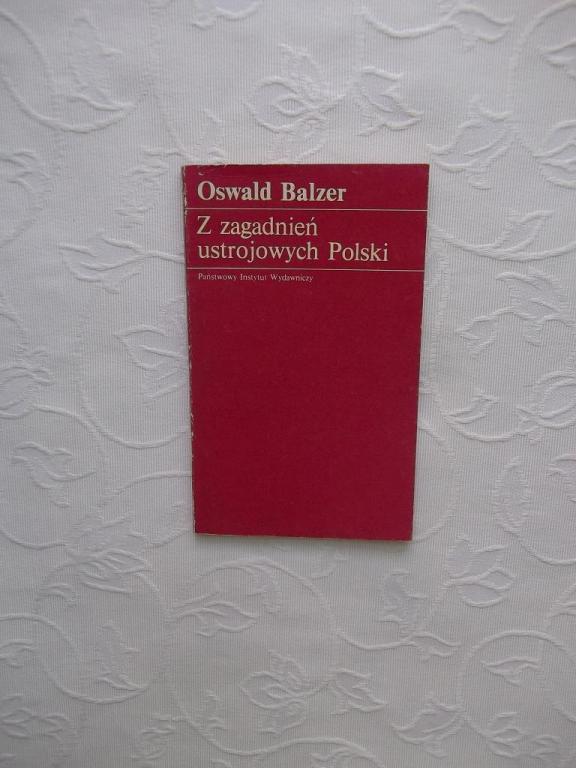 Oswald Balzer
Z zagadnień
ustrojowych Polski
Państwowy Instytut Wydawniczy